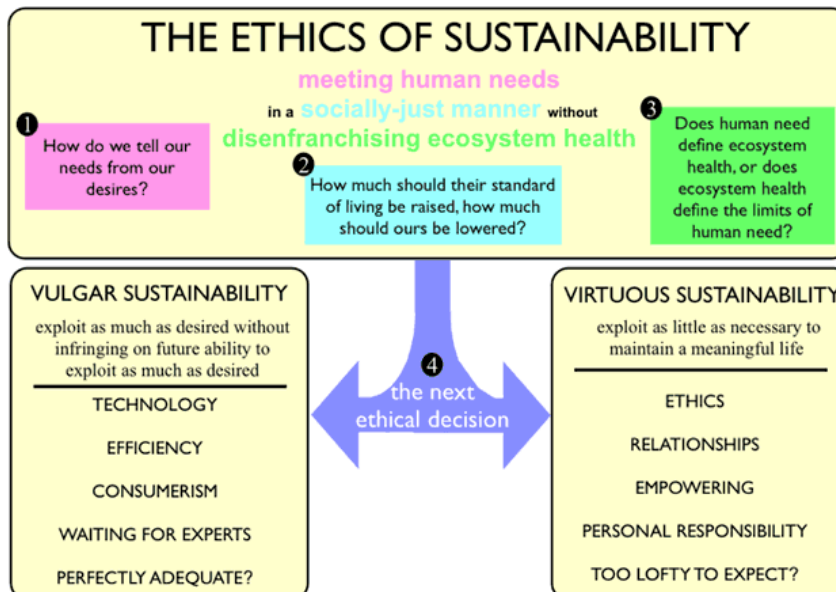 THE ETHICS OF SUSTAINABILITY
meeting human needs
in a socially-just manner without
disenfranchising ecosystem health
1
How do we tell our
needs from our
desires?
2
How much should their standard
of living be raised, how much
should ours be lowered?
3
Does human need
define ecosystem
health, or does
ecosystem health
define the limits of
human need?
VULGAR SUSTAINABILITY
exploit as much as desired without
infringing on future ability to
exploit as much as desired
TECHNOLOGY
EFFICIENCY
CONSUMERISM
WAITING FOR EXPERTS
PERFECTLY ADEQUATE?
4
the next
ethical decision
VIRTUOUS SUSTAINABILITY
exploit as little as necessary to
maintain a meaningful life
ETHICS
RELATIONSHIPS
EMPOWERING
PERSONAL RESPONSIBILITY
TOO LOFTY TO EXPECT?